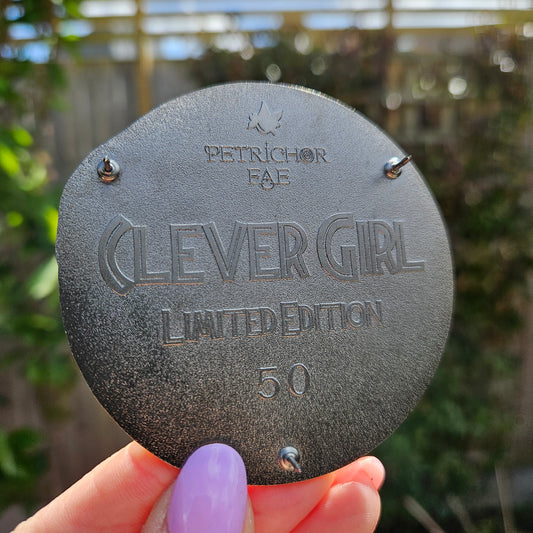 PETRICHOR
FAE
CLEVER GIRL
LIMITED EDITION
50